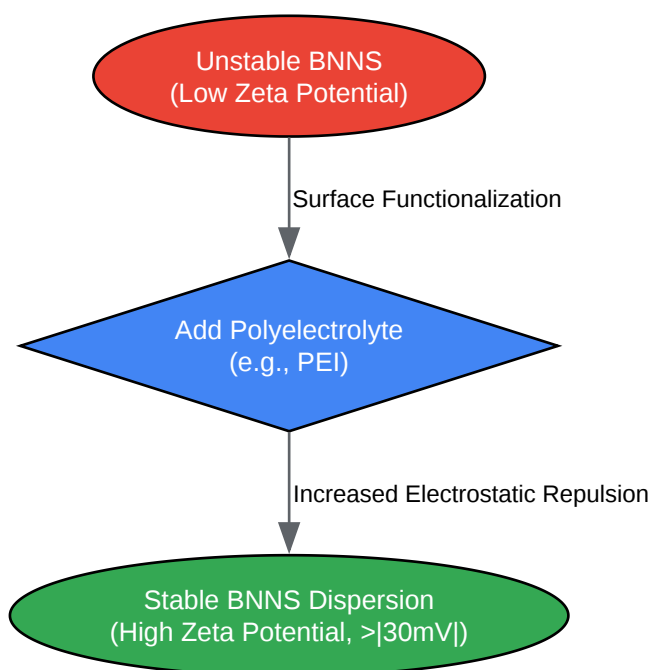 Unstable BNNS
(Low Zeta Potential)
Surface Functionalization
Add Polyelectrolyte
(e.g., PEI)
Increased Electrostatic Repulsion
Stable BNNS Dispersion
(High Zeta Potential, >|30mV|)